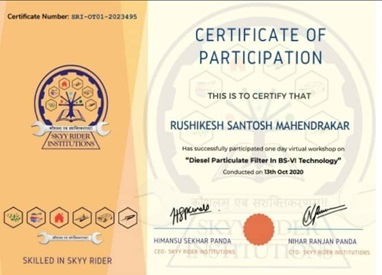 Certificate Number: SRI-OT01-2023495
CERTIFICATE OF
PARTICIPATION
THIS IS TO CERTIFY THAT
RUSHIKESH SANTOSH MAHENDRAKAR
Has successfully participated one day virtual workshop on
"Diesel Particulate Filter In BS-VI Technology"
Conducted on 13th Oct 2020
SKYY RIDER
INSTITUTIONS
SKILLED IN SKYY RIDER
HIMANSU SEKHAR PANDA
CEO- SKYY RIDER INSTITUTIONS
NIHAR RANJAN PANDA
CTO- SKYY RIDER INSTITUTIONS